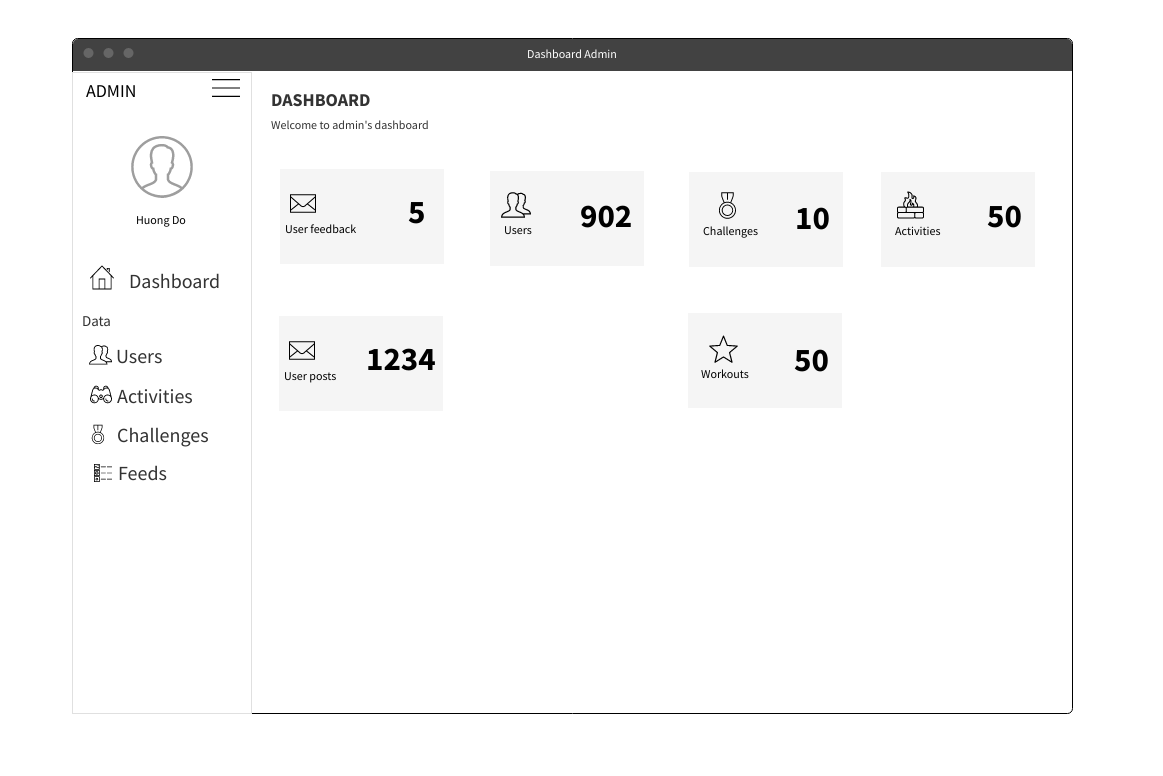 Dashboard Admin
ADMIN
Huong Do
Dashboard
Data
Users
Activities
Challenges
Feeds
DASHBOARD
Welcome to admin's dashboard
5
User feedback
902
Users
10
Challenges
50
Activities
1234
User posts
50
Workouts